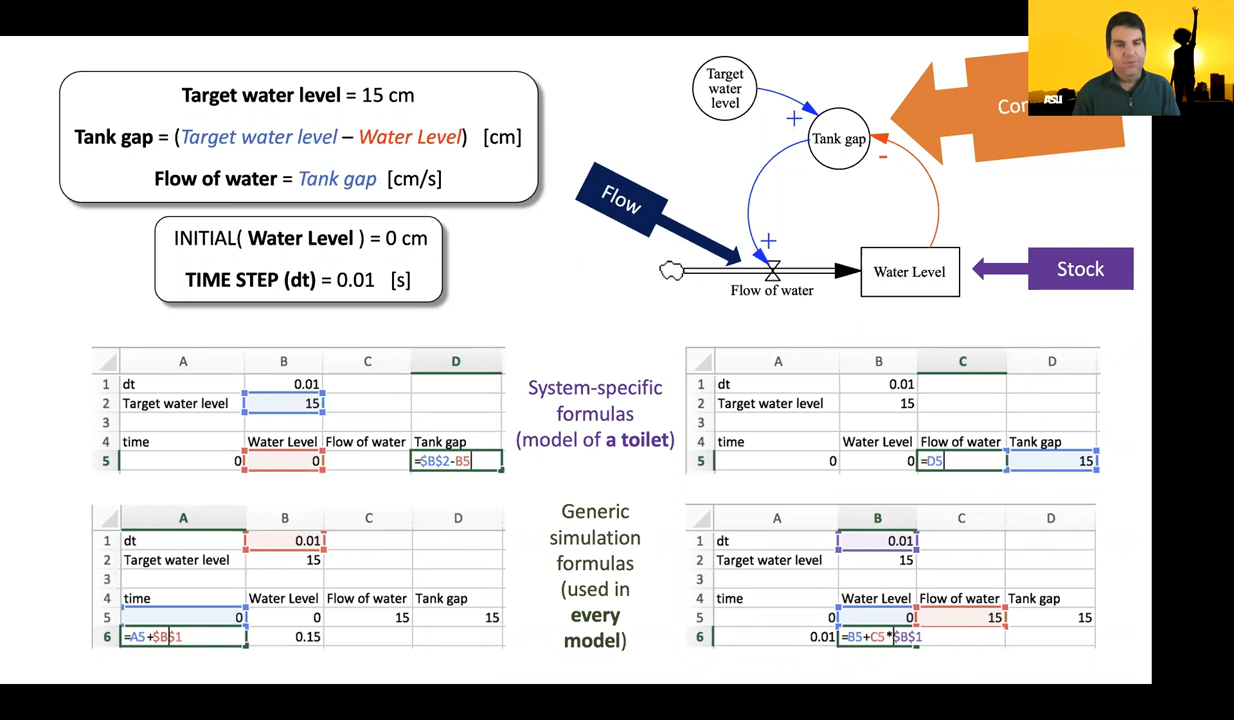 Target water level = 15 cm
Tank gap = (Target water level – Water Level) [cm]
Flow of water = Tank gap [cm/s]
INITIAL( Water Level ) = 0 cm
TIME STEP (dt) = 0.01 [s]
Target
water
level
+
Tank gap
-
Flow
+
Flow of water
Water Level
Stock
ASU
A B C D
1 dt 0.01
2 Target water level 15
3
4 time Water Level Flow of water Tank gap
5 0 0 =$B$2-B5
System-specific
formulas
(model of a toilet)
A B C D
1 dt 0.01
2 Target water level 15
3
4 time Water Level Flow of water Tank gap
5 0 0 =D5 15
A B C D
1 dt 0.01
2 Target water level 15
3
4 time Water Level Flow of water Tank gap
5 0 0 15 15
6 =A5+$B$1 0.15
Generic
simulation
formulas
(used in
every
model)
A B C D
1 dt 0.01
2 Target water level 15
3
4 time Water Level Flow of water Tank gap
5 0 0 15 15
6 0.01 =B5+C5*$B$1